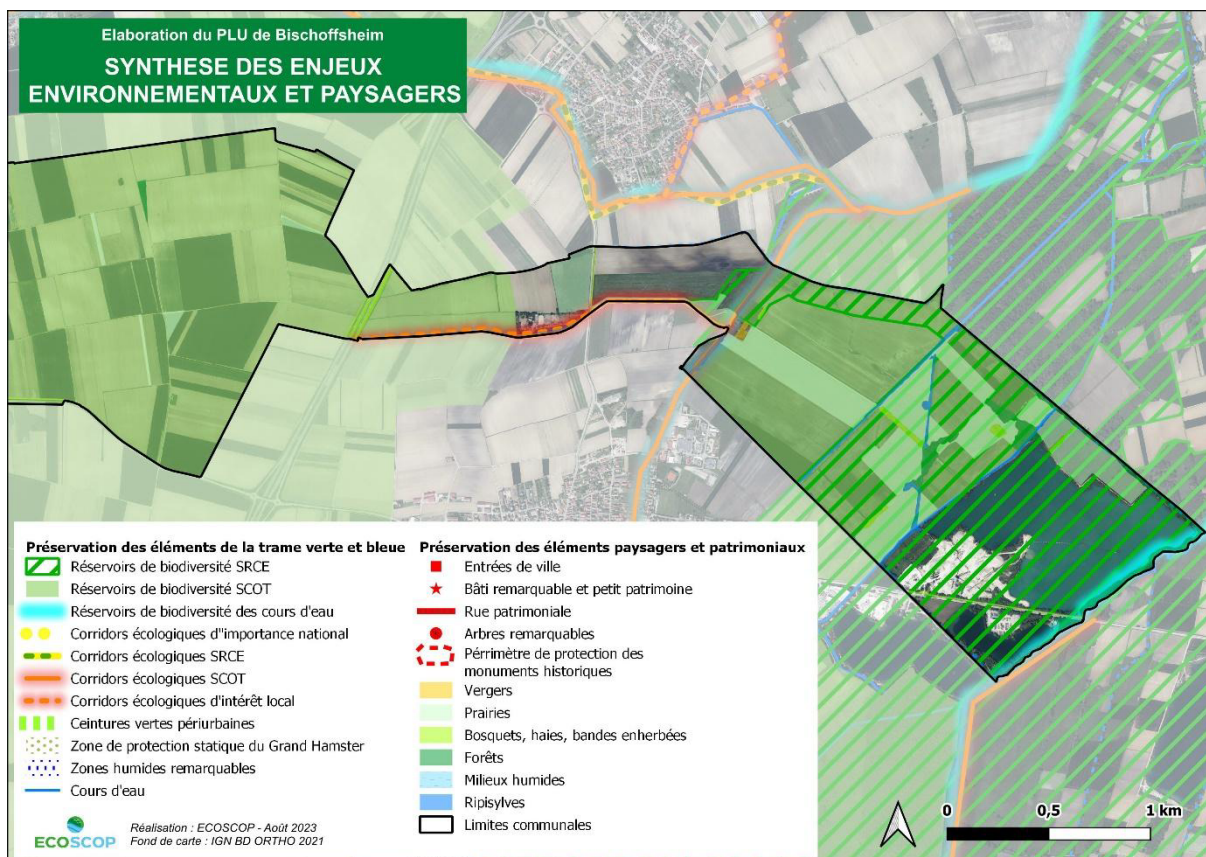 Elaboration du PLU de Bischoffsheim
SYNTHESE DES ENJEUX
ENVIRONNEMENTAUX ET PAYSAGERS
Préservation des éléments de la trame verte et bleue
Réservoirs de biodiversité SRCE
Réservoirs de biodiversité SCOT
Réservoirs de biodiversité des cours d'eau
Corridors écologiques d"importance national
Corridors écologiques SRCE
Corridors écologiques SCOT
Corridors écologiques d'intérêt local
Ceintures vertes périurbaines
Zone de protection statique du Grand Hamster
Zones humides remarquables
Cours d'eau
Préservation des éléments paysagers et patrimoniaux
Entrées de ville
Bâti remarquable et petit patrimoine
Rue patrimoniale
Arbres remarquables
Périmètre de protection des
monuments historiques
Vergers
Prairies
Bosquets, haies, bandes enherbées
Forêts
Milieux humides
Ripisylves
Limites communales
ECOSCOP
Réalisation : ECOSCOP - Août 2023
Fond de carte : IGN BD ORTHO 2021
0 0,5 1 km